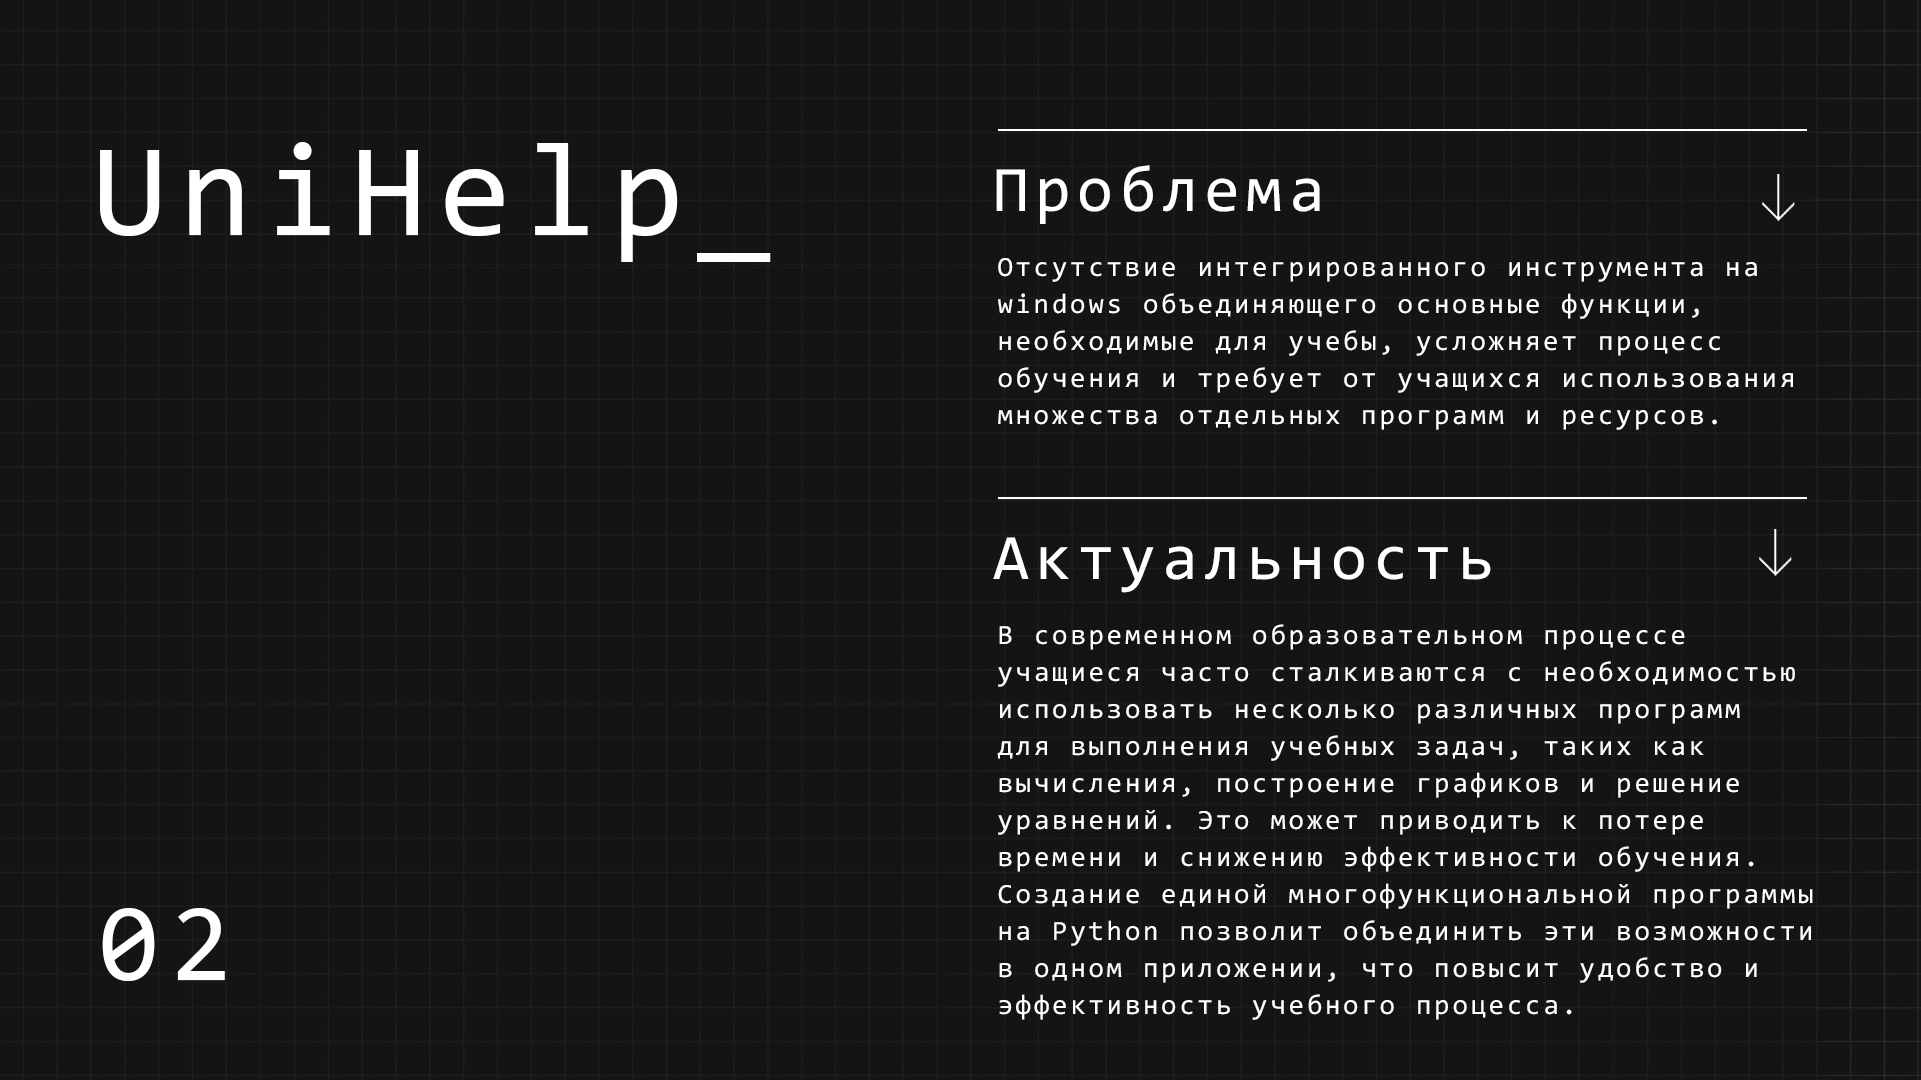 UniHelp_
Проблема
Отсутствие интегрированного инструмента на
windows объединяющего основные функции,
необходимые для учебы, усложняет процесс
обучения и требует от учащихся использования
множества отдельных программ и ресурсов.
Актуальность
В современном образовательном процессе
учащиеся часто сталкиваются с необходимостью
использовать несколько различных программ
для выполнения учебных задач, таких как
вычисления, построение графиков и решение
уравнений. Это может приводить к потере
времени и снижению эффективности обучения.
Создание единой многофункциональной программы
на Python позволит объединить эти возможности
в одном приложении, что повысит удобство и
эффективность учебного процесса.
02